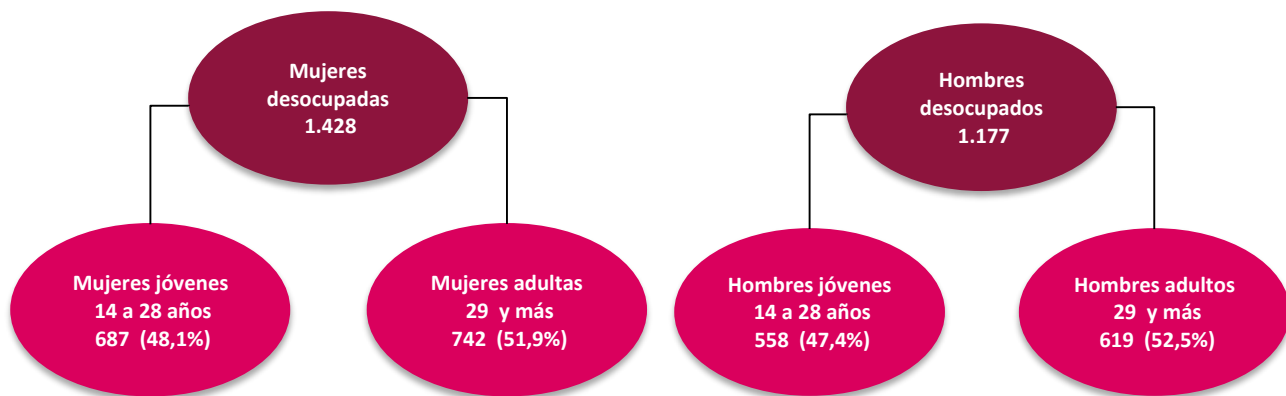 Mujeres
desocupadas
1.428
Hombres
desocupados
1.177
Mujeres jóvenes
14 a 28 años
687 (48,1%)
Mujeres adultas
29 y más
742 (51,9%)
Hombres jóvenes
14 a 28 años
558 (47,4%)
Hombres adultos
29 y más
619 (52,5%)